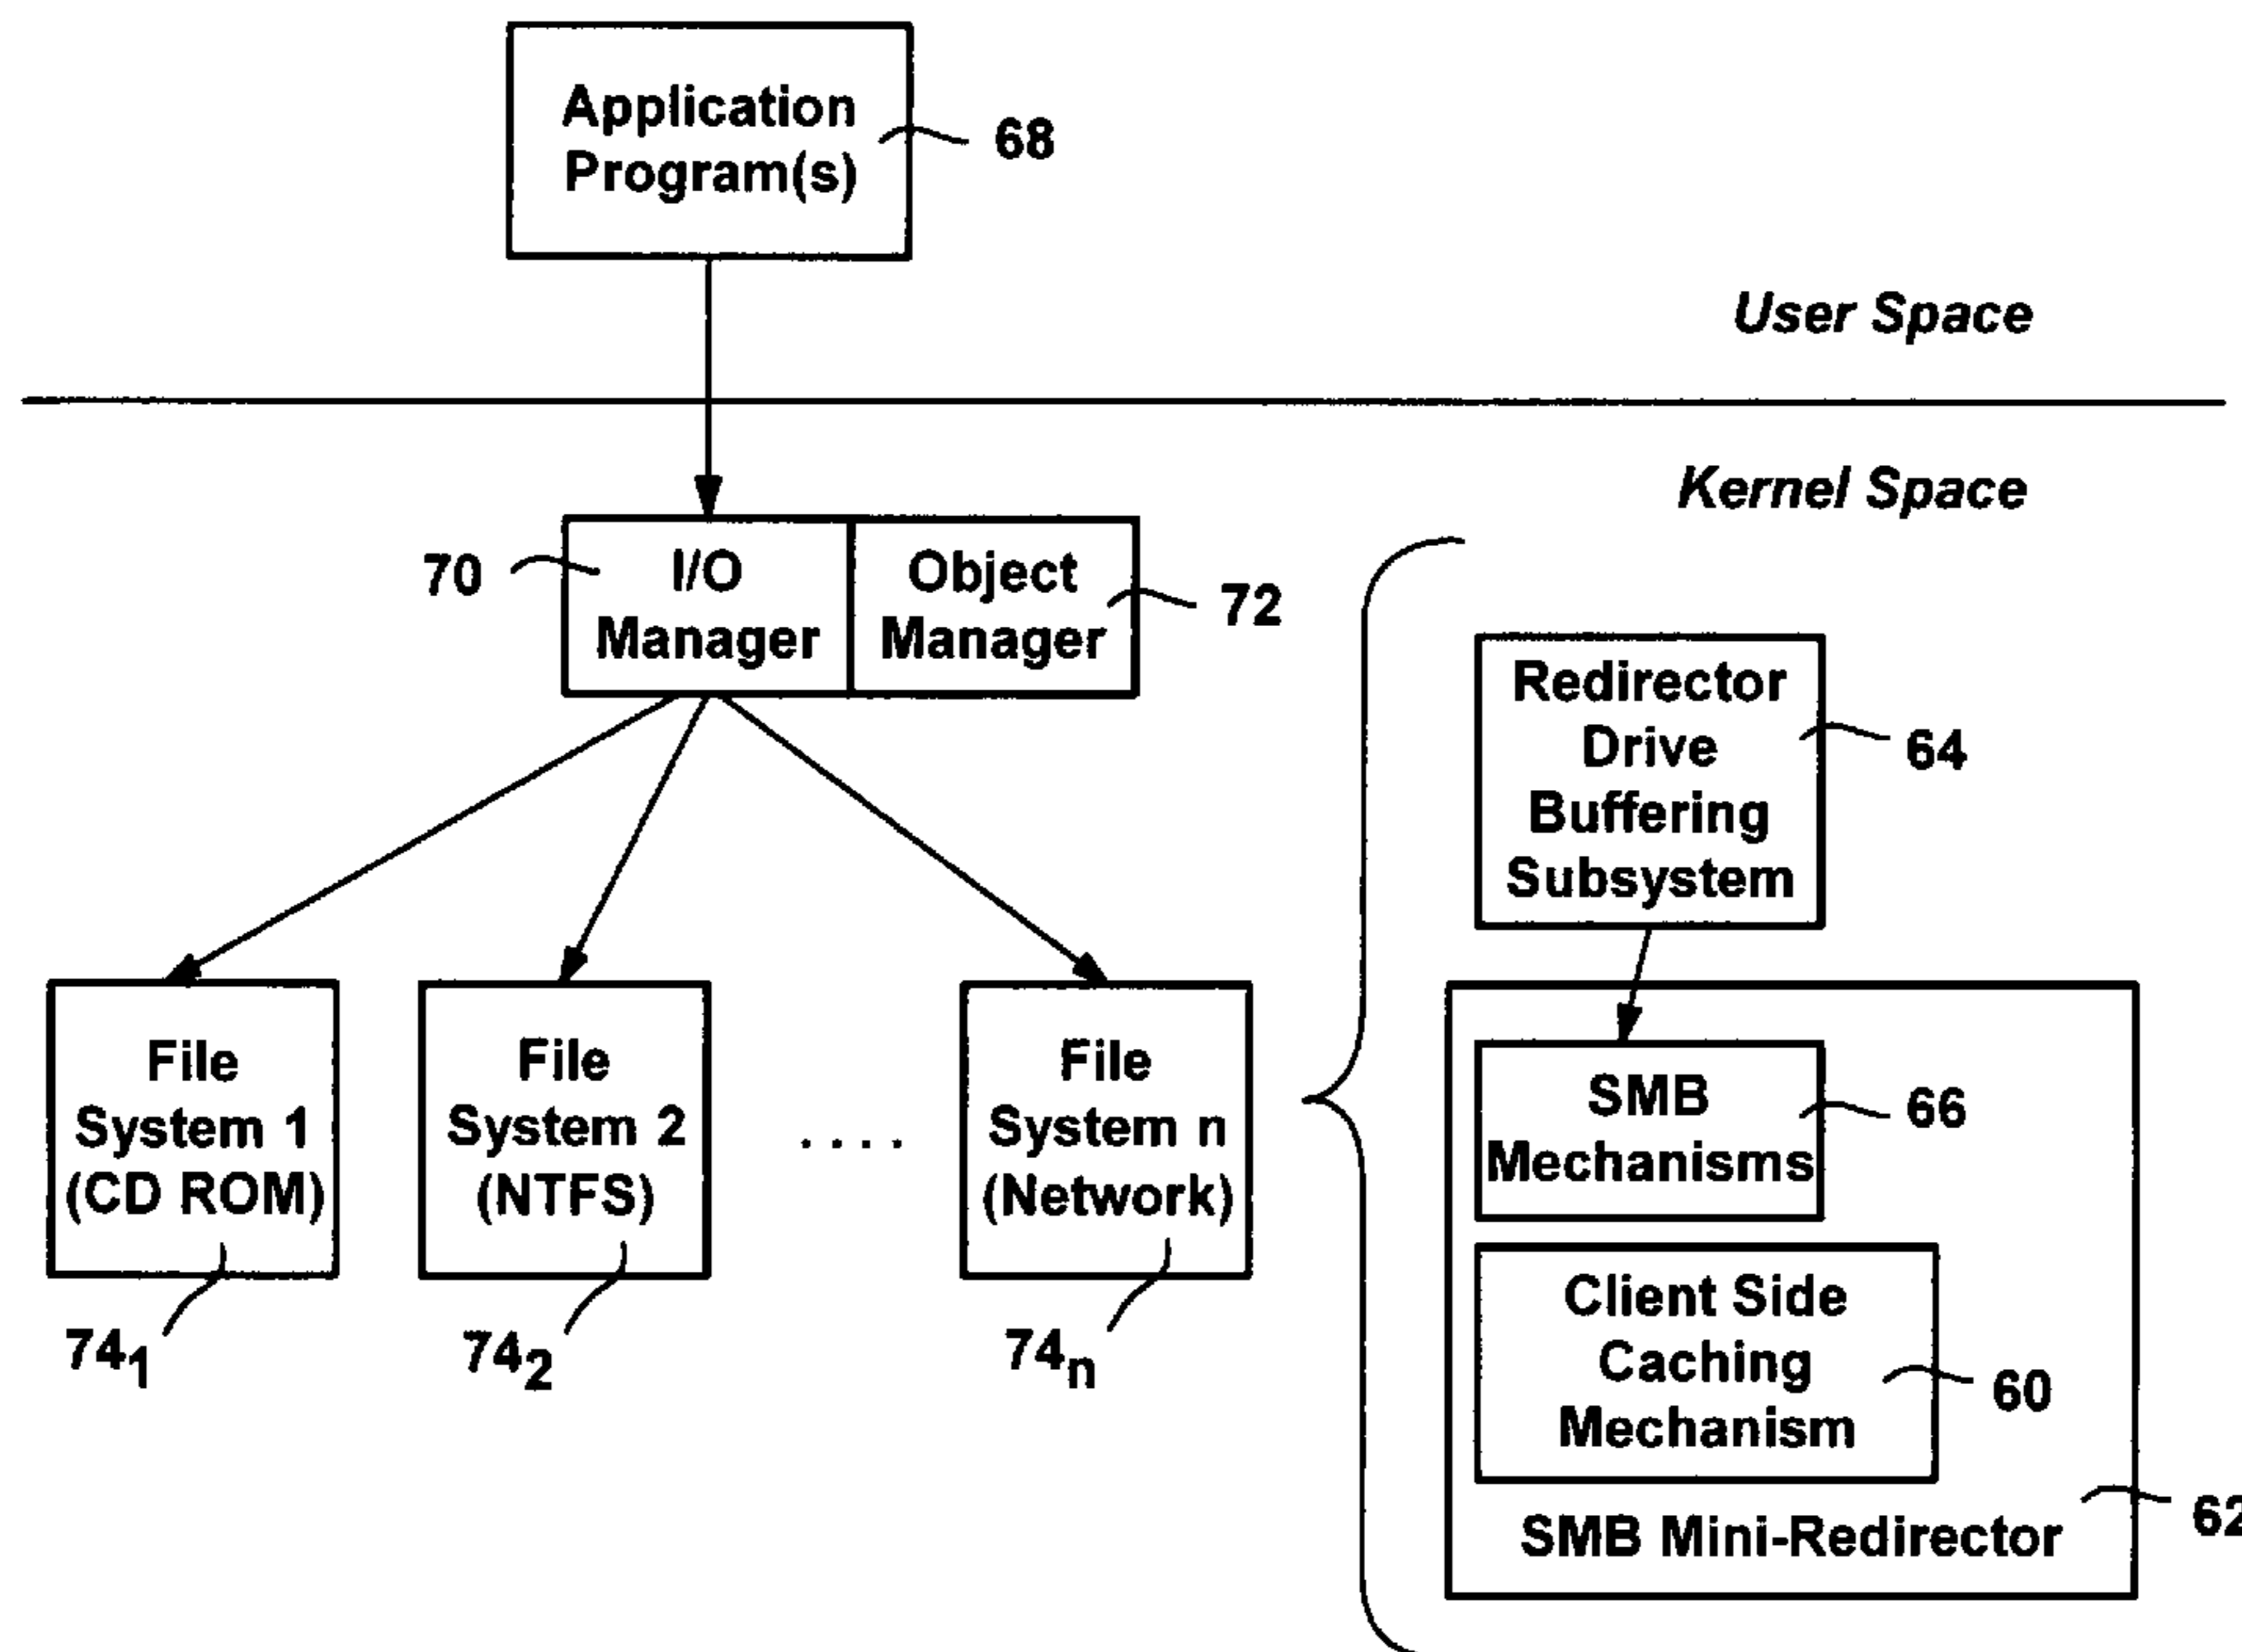 Application
Program(s)
68
User Space
Kernel Space
70
I/O
Manager
Object
Manager
72
Redirector
Drive
Buffering
Subsystem
64
File
System 1
(CD ROM)
File
System 2
(NTFS)
. . . .
File
System n
(Network)
74₁
74₂
74ₙ
SMB
Mechanisms
66
Client Side
Caching
Mechanism
60
SMB Mini-Redirector
62